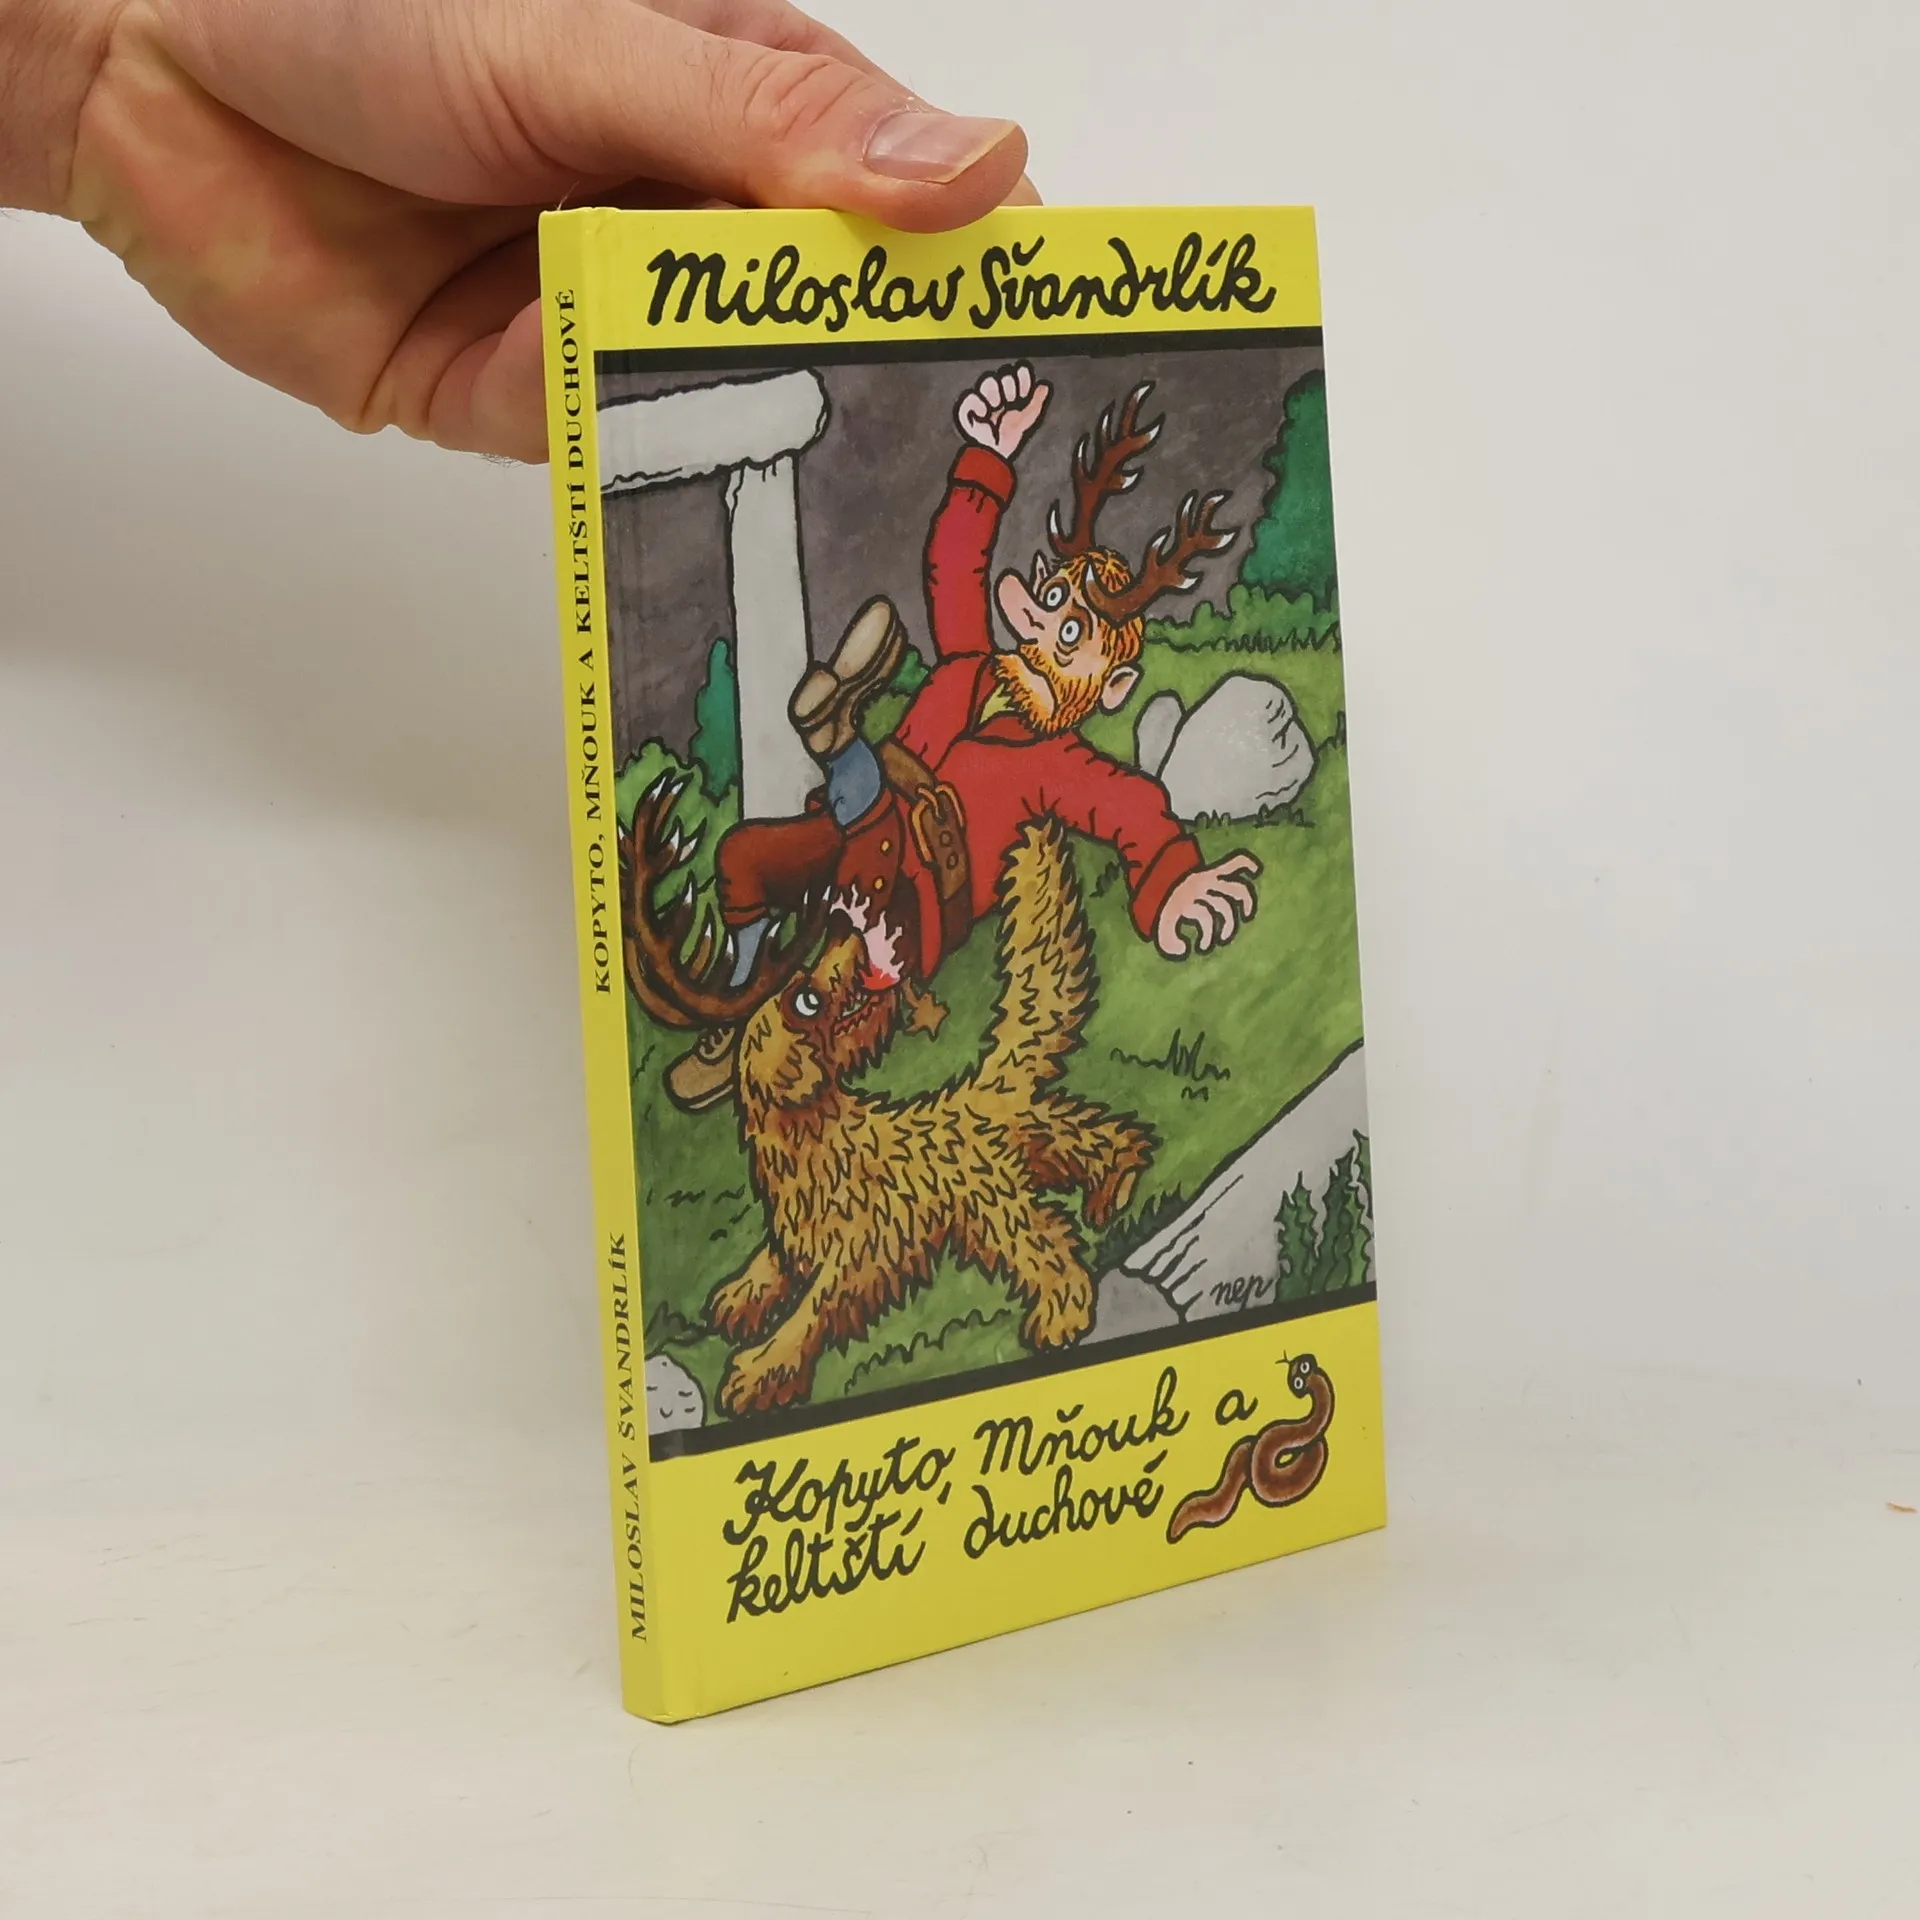 Miloslav Švandrlík
nep
Kopyto, Mňouk a
keltští duchové
MILOSLAV ŠVANDRLÍK
KOPYTO, MŇOUK A KELTŠTÍ DUCHOVÉ